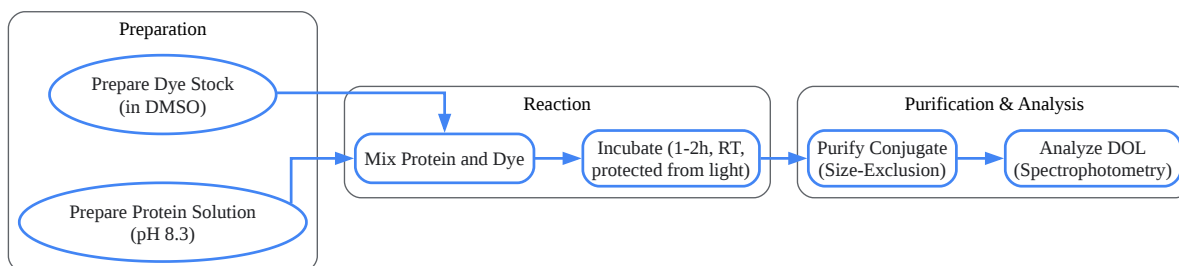 Preparation
Prepare Dye Stock
(in DMSO)
Prepare Protein Solution
(pH 8.3)
Reaction
Mix Protein and Dye
Incubate (1-2h, RT,
protected from light)
Purification & Analysis
Purify Conjugate
(Size-Exclusion)
Analyze DOL
(Spectrophotometry)